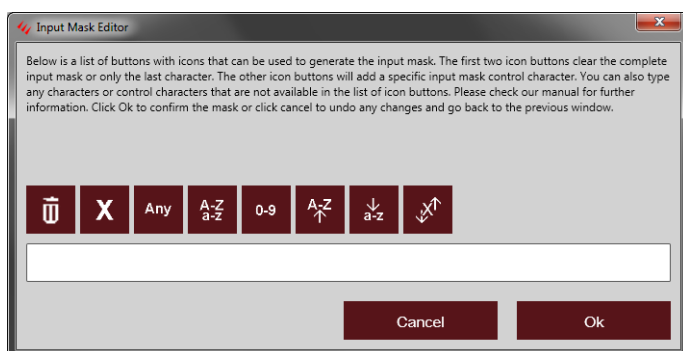 Input Mask Editor
x
Below is a list of buttons with icons that can be used to generate the input mask. The first two icon buttons clear the complete
input mask or only the last character. The other icon buttons will add a specific input mask control character. You can also type
any characters or control characters that are not available in the list of icon buttons. Please check our manual for further
information. Click Ok to confirm the mask or click cancel to undo any changes and go back to the previous window.
X Any A-Z 0-9 A-Z ↓ ↓X↑
a-z ↑ a-z
Cancel Ok